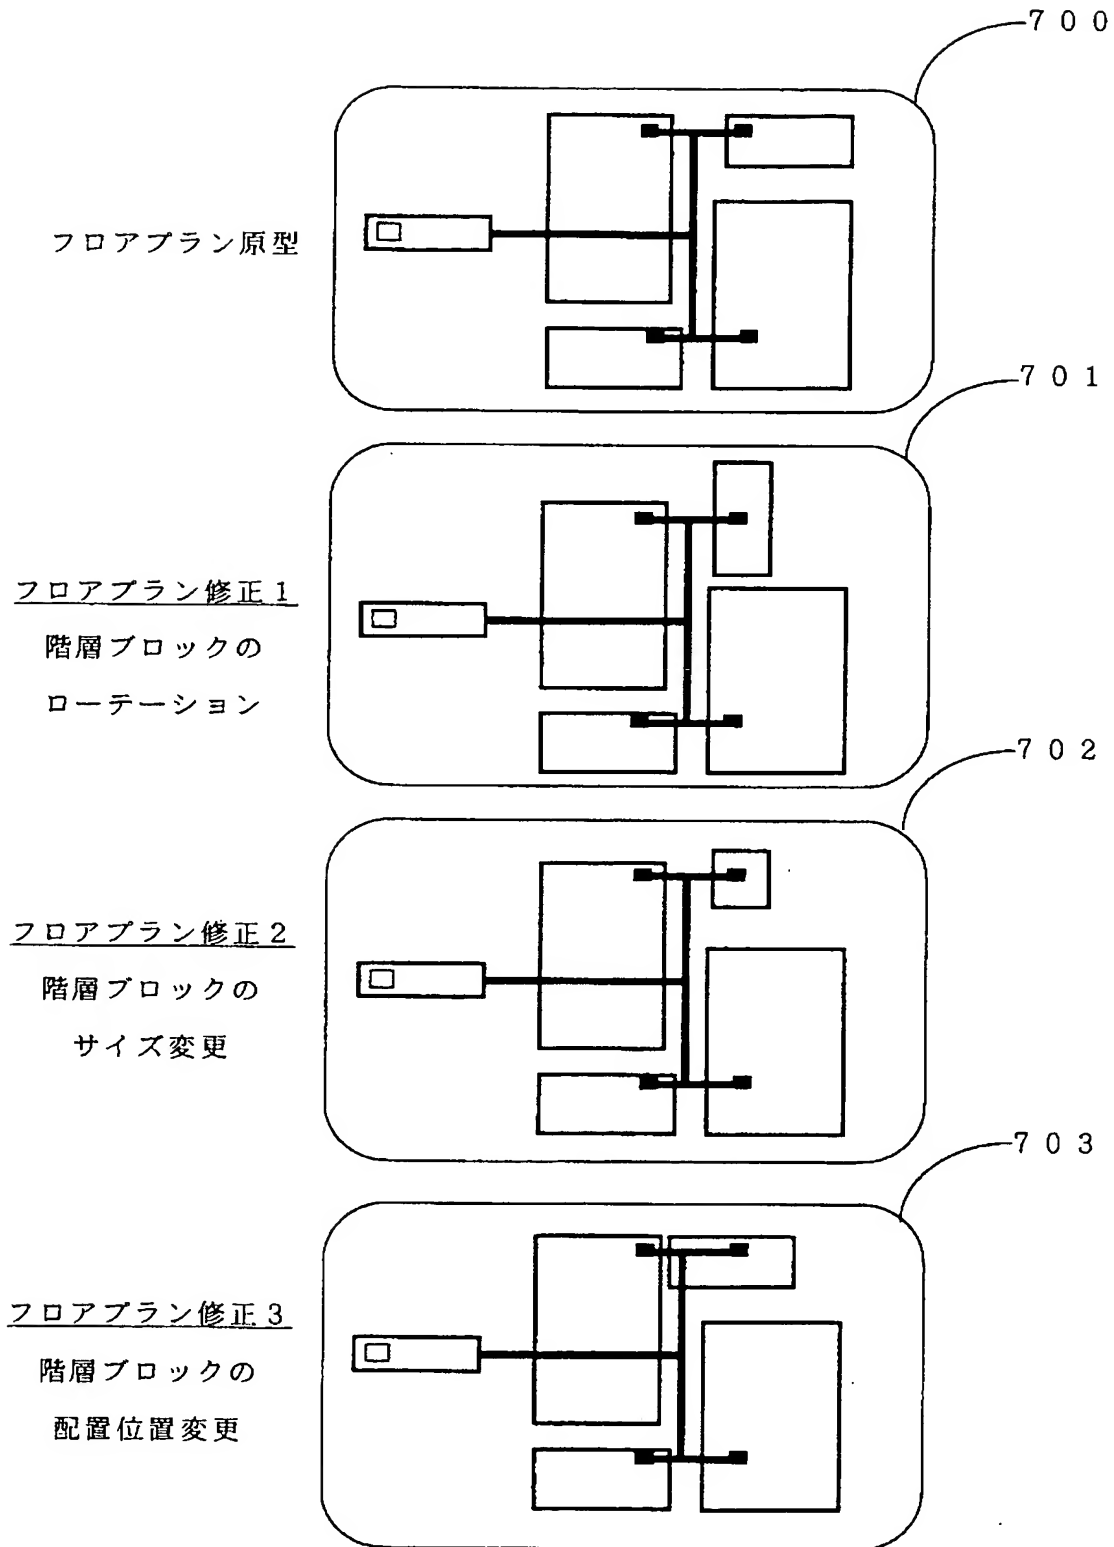 ７００
フロアプラン原型
７０１
フロアプラン修正１
階層ブロックの
ローテーション
７０２
フロアプラン修正２
階層ブロックの
サイズ変更
７０３
フロアプラン修正３
階層ブロックの
配置位置変更